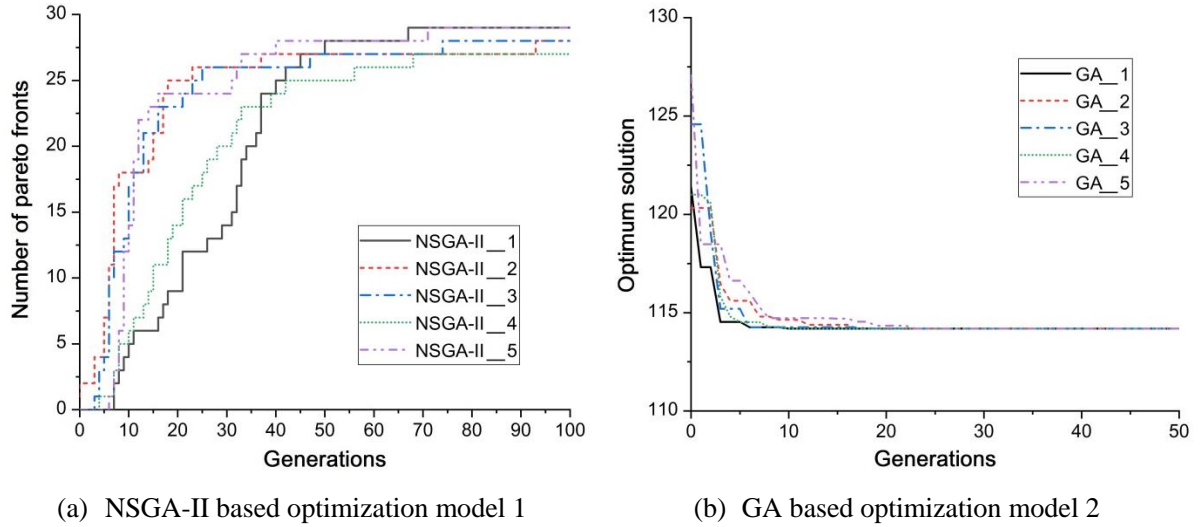 30
25
20
15
10
5
0
Number of pareto fronts
NSGA-II__1
NSGA-II__2
NSGA-II__3
NSGA-II__4
NSGA-II__5
0 10 20 30 40 50 60 70 80 90 100
Generations
(a) NSGA-II based optimization model 1
130
125
120
115
110
Optimum solution
GA__1
GA__2
GA__3
GA__4
GA__5
0 10 20 30 40 50
Generations
(b) GA based optimization model 2